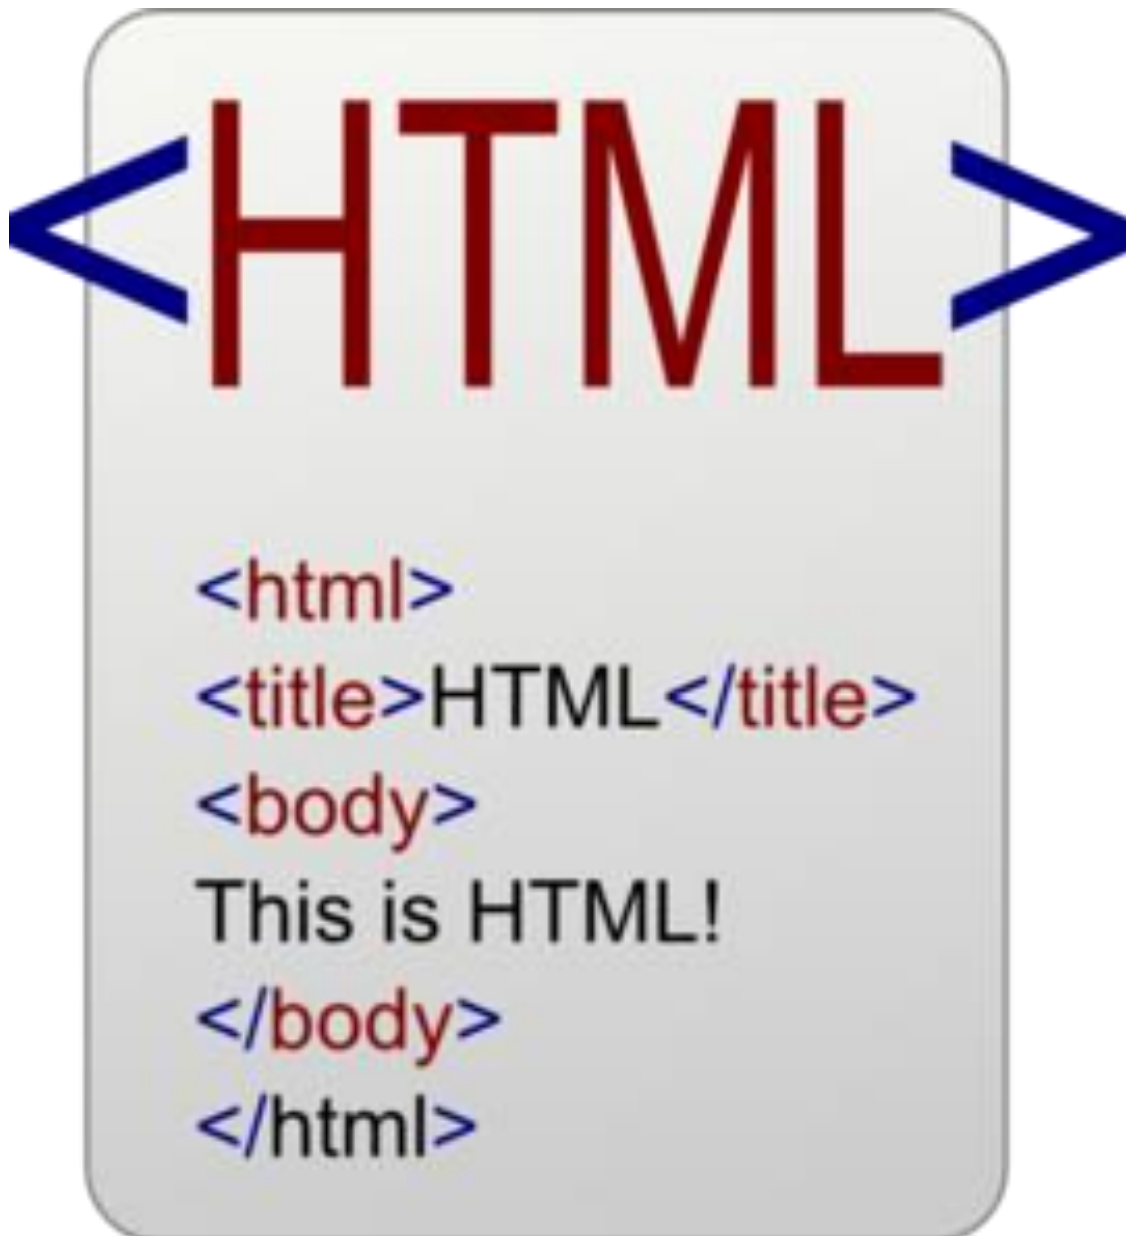 <HTML>
<html>
<title>HTML</title>
<body>
This is HTML!
</body>
</html>